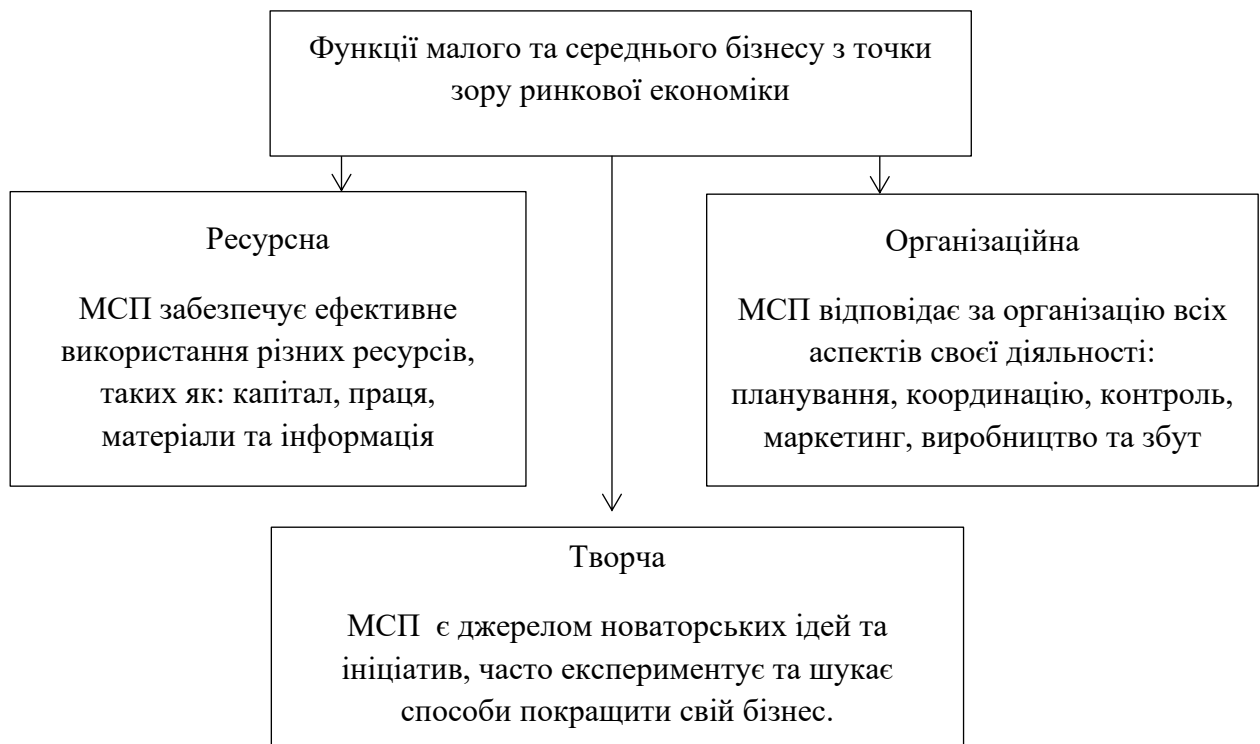 Функції малого та середнього бізнесу з точки
зору ринкової економіки
Ресурсна
МСП забезпечує ефективне
використання різних ресурсів,
таких як: капітал, праця,
матеріали та інформація
Організаційна
МСП відповідає за організацію всіх
аспектів своєї діяльності:
планування, координацію, контроль,
маркетинг, виробництво та збут
Творча
МСП є джерелом новаторських ідей та
ініціатив, часто експериментує та шукає
способи покращити свій бізнес.